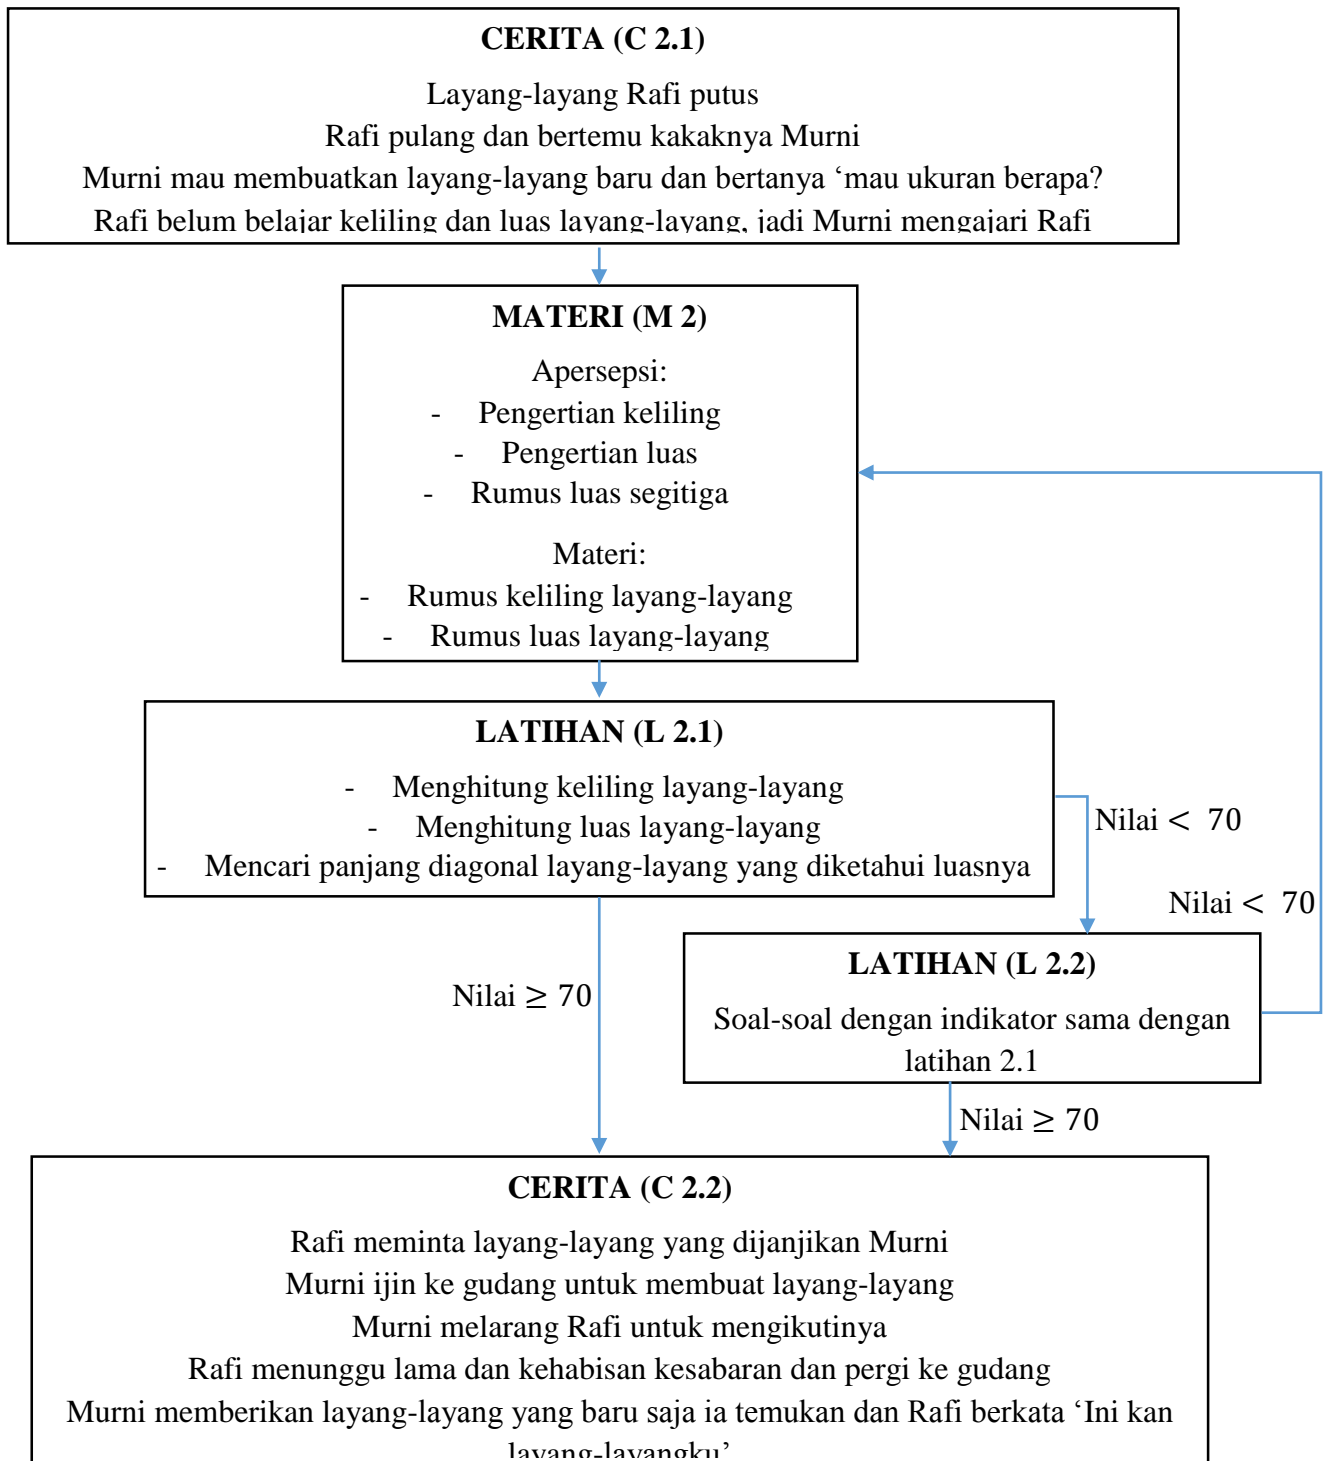 CERITA (C 2.1)
Layang-layang Rafi putus
Rafi pulang dan bertemu kakaknya Murni
Murni mau membuatkan layang-layang baru dan bertanya ‘mau ukuran berapa?
Rafi belum belajar keliling dan luas layang-layang, jadi Murni mengajari Rafi
MATERI (M 2)
Apersepsi:
- Pengertian keliling
- Pengertian luas
- Rumus luas segitiga
Materi:
- Rumus keliling layang-layang
- Rumus luas layang-layang
LATIHAN (L 2.1)
- Menghitung keliling layang-layang
- Menghitung luas layang-layang
- Mencari panjang diagonal layang-layang yang diketahui luasnya
Nilai < 70
Nilai < 70
LATIHAN (L 2.2)
Soal-soal dengan indikator sama dengan
latihan 2.1
Nilai ≥ 70
Nilai ≥ 70
CERITA (C 2.2)
Rafi meminta layang-layang yang dijanjikan Murni
Murni ijin ke gudang untuk membuat layang-layang
Murni melarang Rafi untuk mengikutinya
Rafi menunggu lama dan kehabisan kesabaran dan pergi ke gudang
Murni memberikan layang-layang yang baru saja ia temukan dan Rafi berkata ‘Ini kan
layang-layangku’